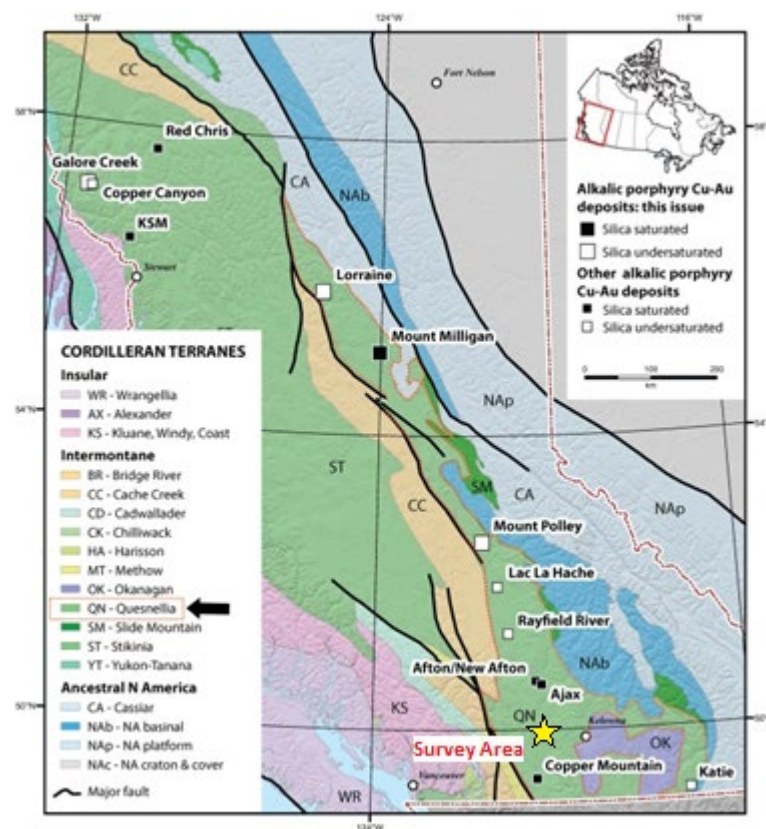 132°W
124°W
116°W
Fort Nelson
58°N
58°N
CC
Red Chris
Galore Creek
Copper Canyon
KSM
Stewart
CA
NAb
Lorraine
Mount Milligan
Alkalic porphyry Cu-Au
deposits: this issue
Silica saturated
Silica undersaturated
Other alkalic porphyry
Cu-Au deposits
Silica saturated
Silica undersaturated
0 100 200
km
CORDILLERAN TERRANES
Insular
WR - Wrangellia
AX - Alexander
KS - Kluane, Windy, Coast
Intermontane
BR - Bridge River
CC - Cache Creek
CD - Cadwallader
CK - Chilliwack
HA - Harisson
MT - Methow
OK - Okanagan
QN - Quesnellia
SM - Slide Mountain
ST - Stikinia
YT - Yukon-Tanana
Ancestral N America
CA - Cassiar
NAb - NA basinal
NAp - NA platform
NAc - NA craton & cover
Major fault
54°N
NAp
ST
CC
SM
CA
NAp
Mount Polley
Lac La Hache
Rayfield River
NAb
Afton/New Afton
Ajax
50°N
KS
QN
Kelowna
OK
Survey Area
Copper Mountain
Katie
Vancouver
WR